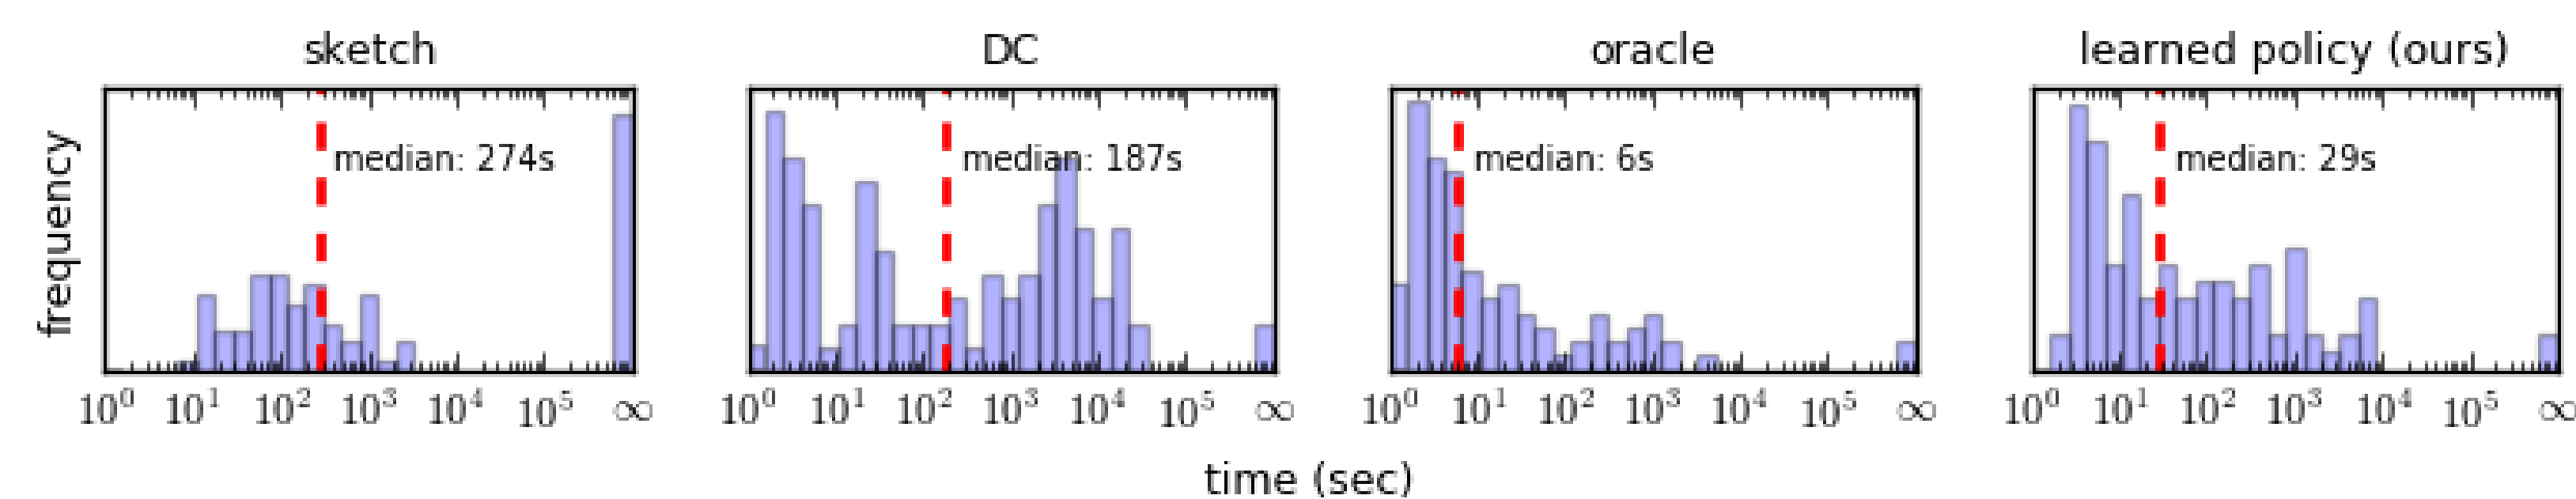 sketch
DC
oracle
learned policy (ours)
frequency
median: 274s
median: 187s
median: 6s
median: 29s
10⁰ 10¹ 10² 10³ 10⁴ 10⁵ ∞
10⁰ 10¹ 10² 10³ 10⁴ 10⁵ ∞
10⁰ 10¹ 10² 10³ 10⁴ 10⁵ ∞
10⁰ 10¹ 10² 10³ 10⁴ 10⁵ ∞
time (sec)